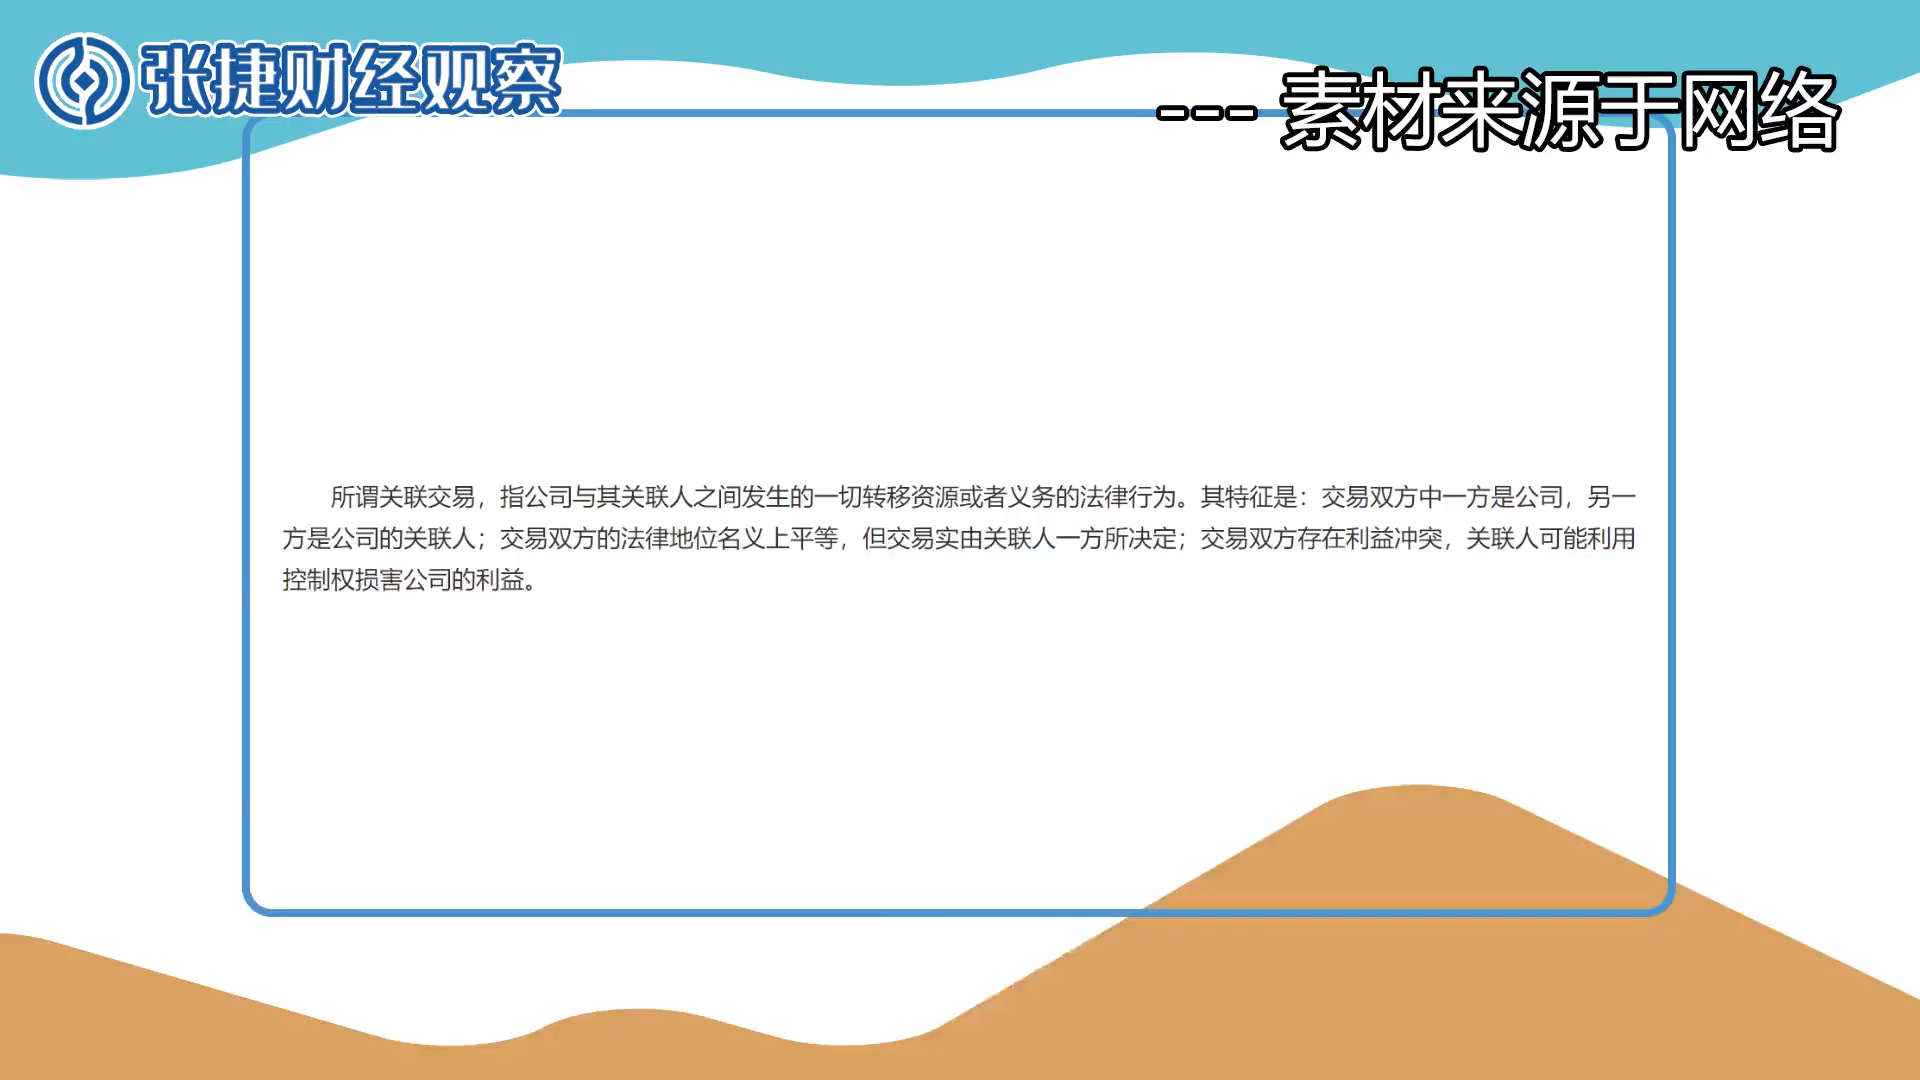 张捷财经观察
--- 素材来源于网络
所谓关联交易，指公司与其关联人之间发生的一切转移资源或者义务的法律行为。其特征是：交易双方中一方是公司，另一
方是公司的关联人；交易双方的法律地位名义上平等，但交易实由关联人一方所决定；交易双方存在利益冲突，关联人可能利用
控制权损害公司的利益。